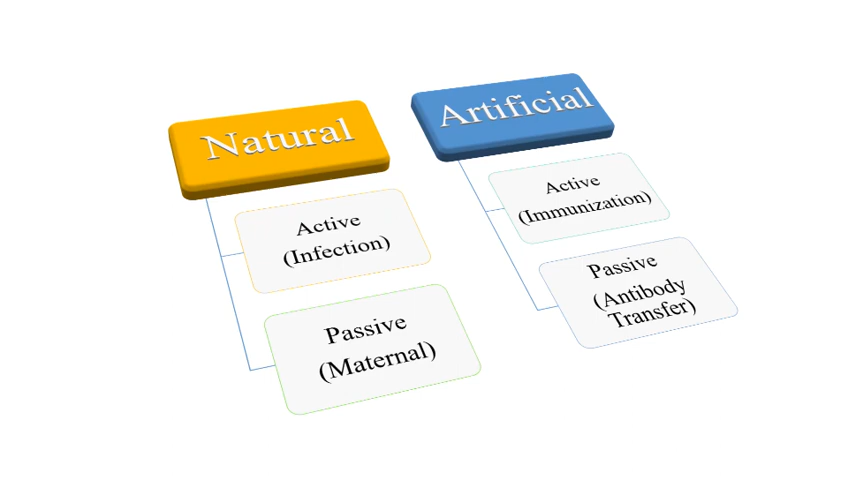 Natural
Active
(Infection)
Passive
(Maternal)
Artificial
Active
(Immunization)
Passive
(Antibody
Transfer)